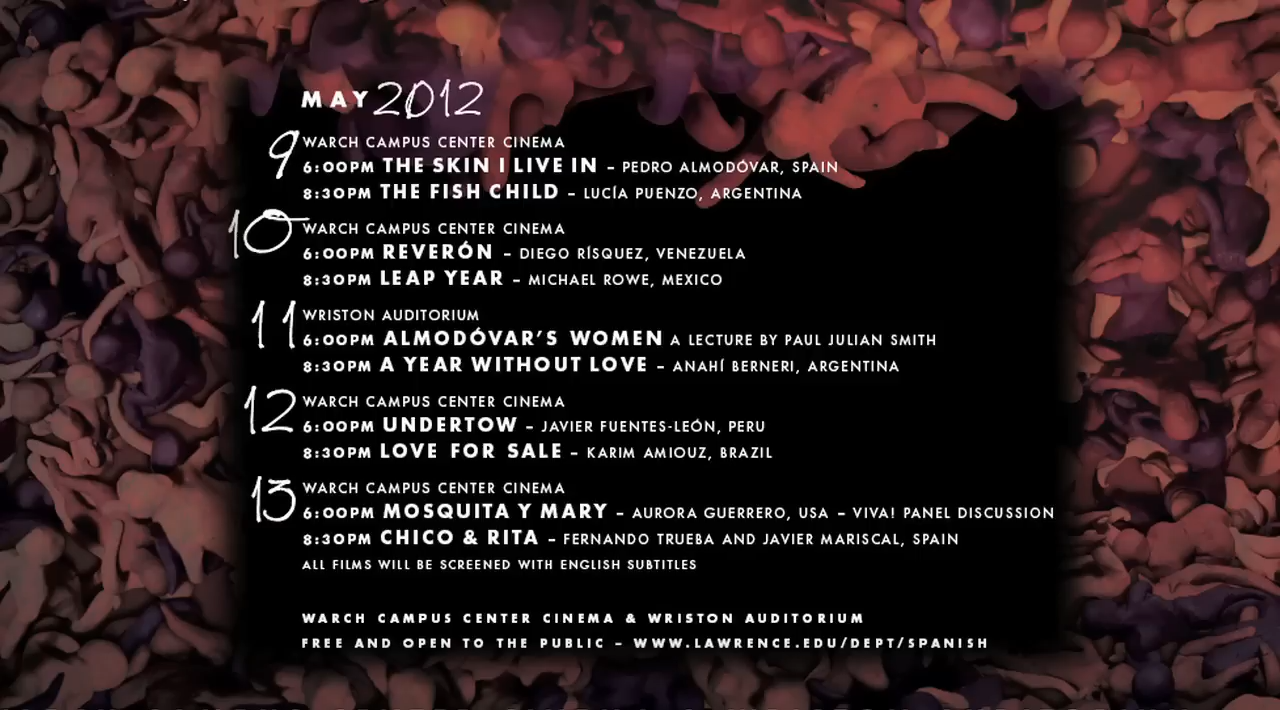 MAY 2012
9 WARCH CAMPUS CENTER CINEMA
6:00PM THE SKIN I LIVE IN – PEDRO ALMODÓVAR, SPAIN
8:30PM THE FISH CHILD – LUCÍA PUENZO, ARGENTINA
10 WARCH CAMPUS CENTER CINEMA
6:00PM REVERÓN – DIEGO RÍSQUEZ, VENEZUELA
8:30PM LEAP YEAR – MICHAEL ROWE, MEXICO
11 WRISTON AUDITORIUM
6:00PM ALMODÓVAR'S WOMEN A LECTURE BY PAUL JULIAN SMITH
8:30PM A YEAR WITHOUT LOVE – ANAHÍ BERNERI, ARGENTINA
12 WARCH CAMPUS CENTER CINEMA
6:00PM UNDERTOW – JAVIER FUENTES-LEÓN, PERU
8:30PM LOVE FOR SALE – KARIM AMIOUZ, BRAZIL
13 WARCH CAMPUS CENTER CINEMA
6:00PM MOSQUITA Y MARY – AURORA GUERRERO, USA – VIVA! PANEL DISCUSSION
8:30PM CHICO & RITA – FERNANDO TRUEBA AND JAVIER MARISCAL, SPAIN
ALL FILMS WILL BE SCREENED WITH ENGLISH SUBTITLES
WARCH CAMPUS CENTER CINEMA & WRISTON AUDITORIUM
FREE AND OPEN TO THE PUBLIC – WWW.LAWRENCE.EDU/DEPT/SPANISH